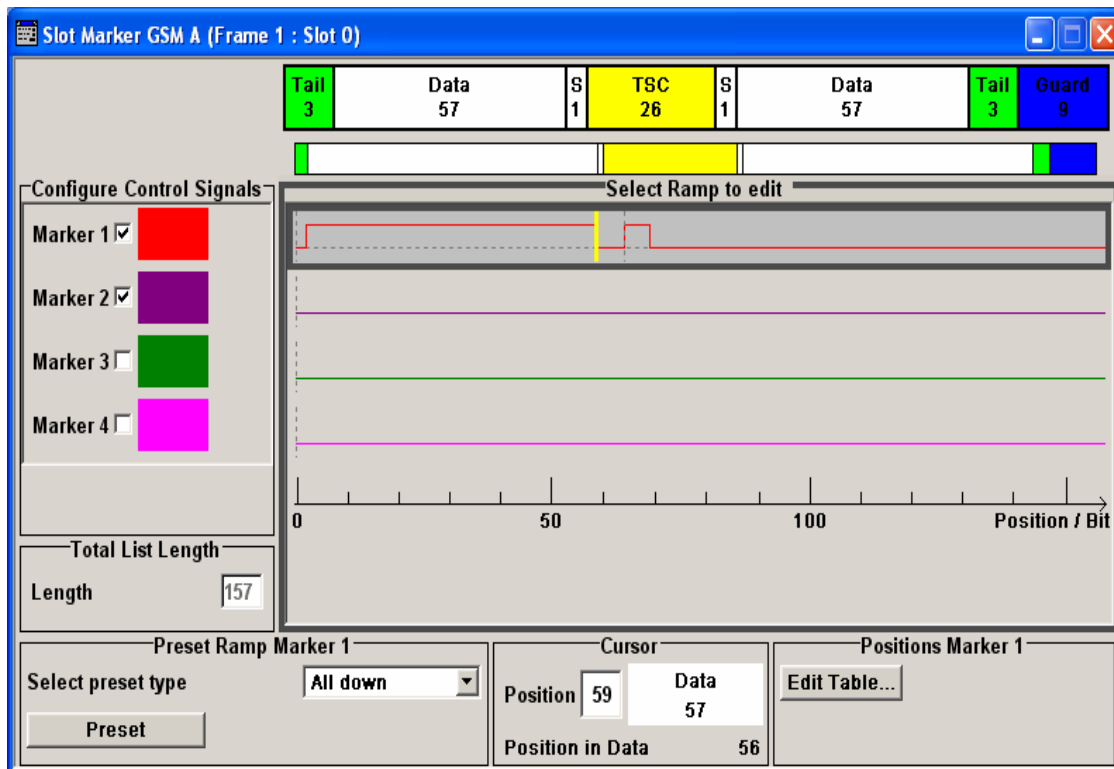 Slot Marker GSM A (Frame 1 : Slot 0)
Tail Data S TSC S Data Tail Guard
3 57 1 26 1 57 3 9
Configure Control Signals
Select Ramp to edit
Marker 1
Marker 2
Marker 3
Marker 4
0 50 100 Position / Bit
Total List Length
Length 157
Preset Ramp Marker 1
Select preset type All down
Preset
Cursor
Position 59 Data
57
Position in Data 56
Positions Marker 1
Edit Table...